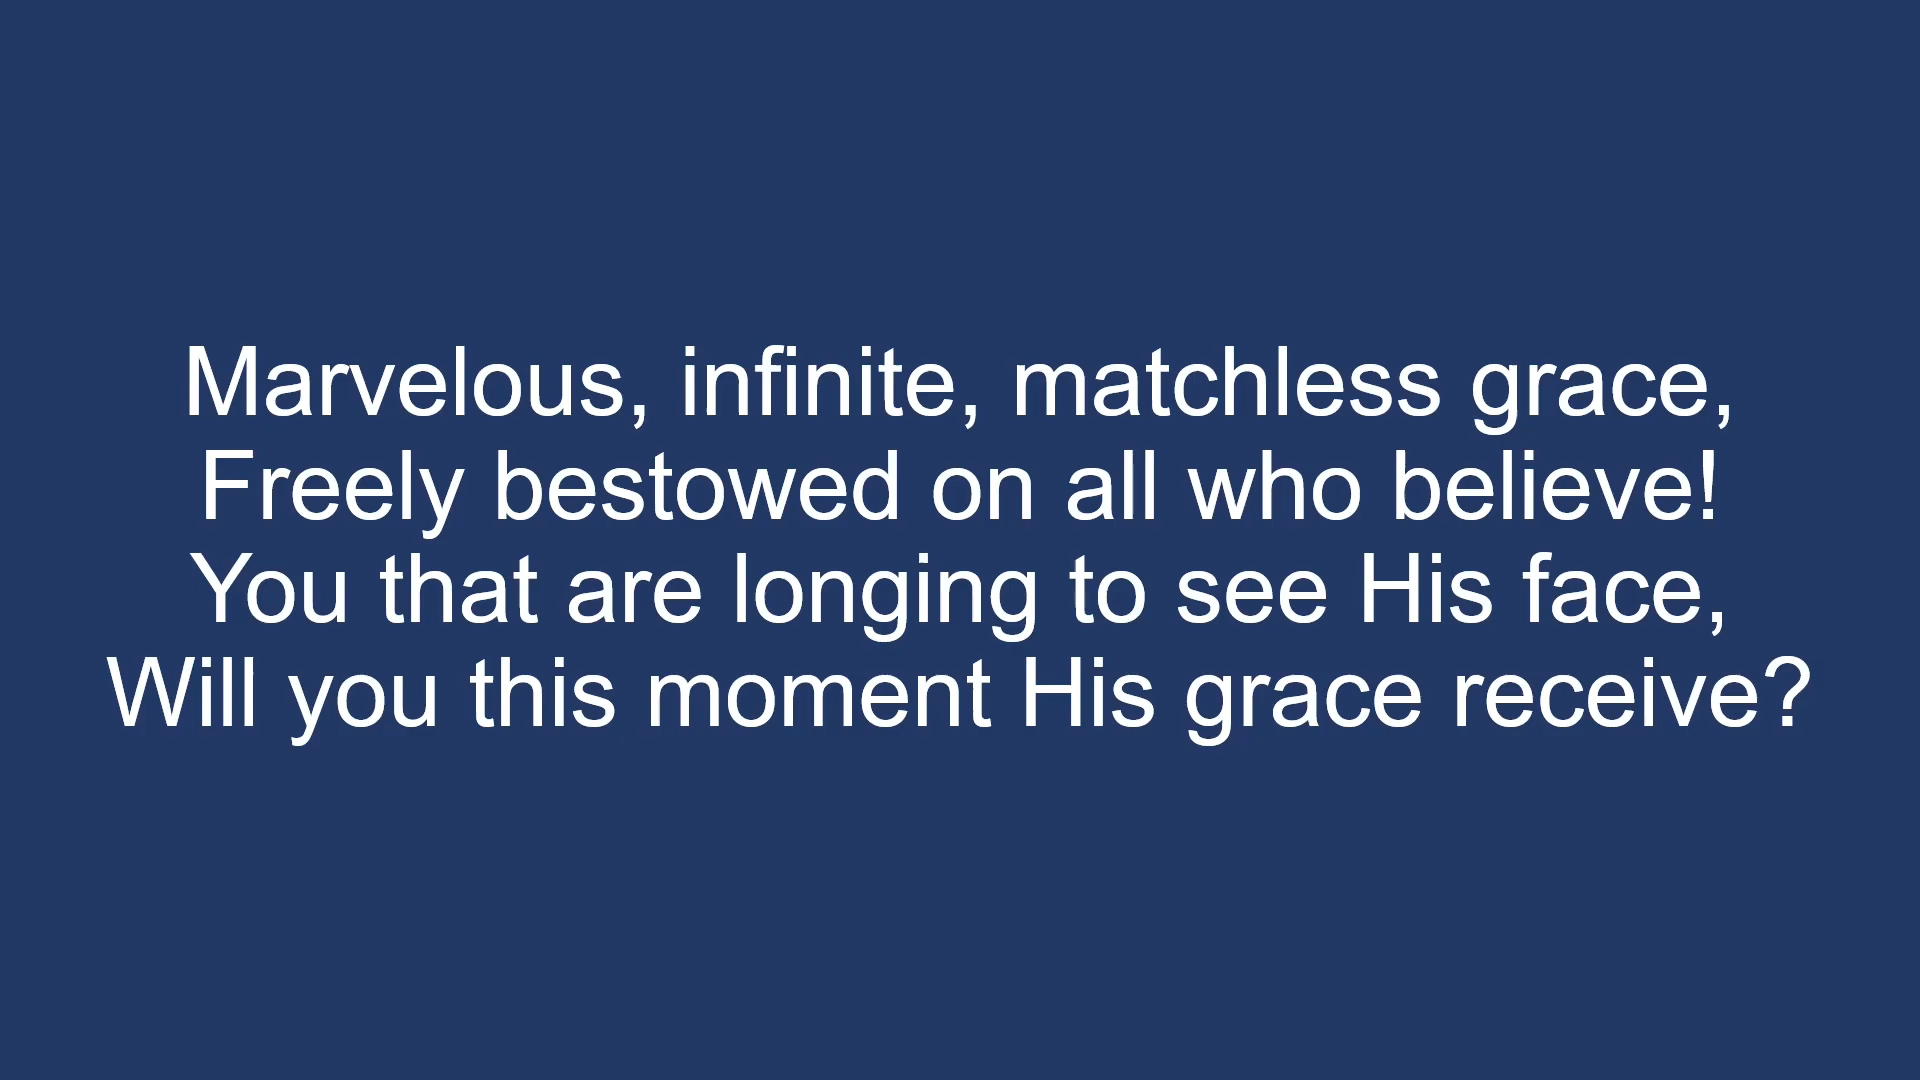 Marvelous, infinite, matchless grace,
Freely bestowed on all who believe!
You that are longing to see His face,
Will you this moment His grace receive?